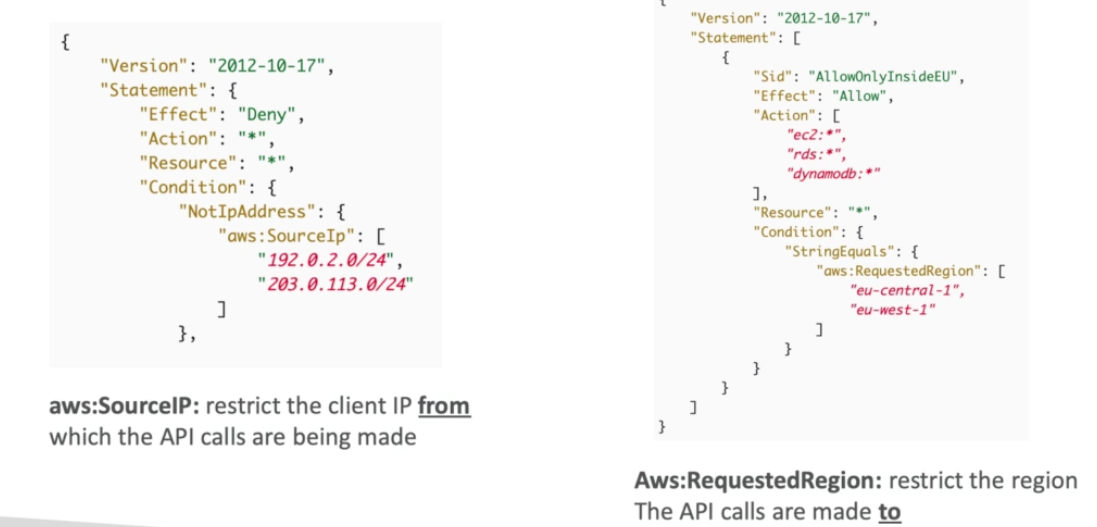 {
"Version": "2012-10-17",
"Statement": {
"Effect": "Deny",
"Action": "*",
"Resource": "*",
"Condition": {
"NotIpAddress": {
"aws:SourceIp": [
"192.0.2.0/24",
"203.0.113.0/24"
]
},
aws:SourceIP: restrict the client IP from
which the API calls are being made
"Version": "2012-10-17",
"Statement": [
{
"Sid": "AllowOnlyInsideEU",
"Effect": "Allow",
"Action": [
"ec2:*",
"rds:*",
"dynamodb:*"
],
"Resource": "*",
"Condition": {
"StringEquals": {
"aws:RequestedRegion": [
"eu-central-1",
"eu-west-1"
]
}
}
}
]
}
Aws:RequestedRegion: restrict the region
The API calls are made to